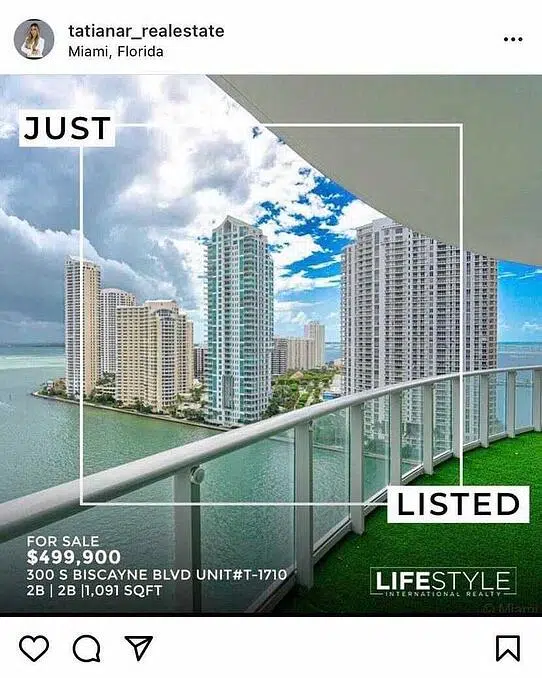 tatianar_realestate
Miami, Florida
JUST
LISTED
FOR SALE
$499,900
300 S BISCAYNE BLVD UNIT#T-1710
2B | 2B |1,091 SQFT
LIFESTYLE
INTERNATIONAL REALTY
© Miami